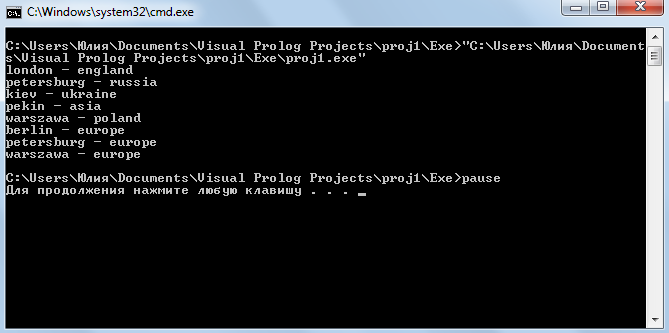 C:\Windows\system32\cmd.exe
C:\Users\Юлия\Documents\Visual Prolog Projects\proj1\Exe>"C:\Users\Юлия\Document
s\Visual Prolog Projects\proj1\Exe\proj1.exe"
london - england
petersburg - russia
kiev - ukraine
pekin - asia
warszawa - poland
berlin - europe
petersburg - europe
warszawa - europe
C:\Users\Юлия\Documents\Visual Prolog Projects\proj1\Exe>pause
Для продолжения нажмите любую клавишу . . . _